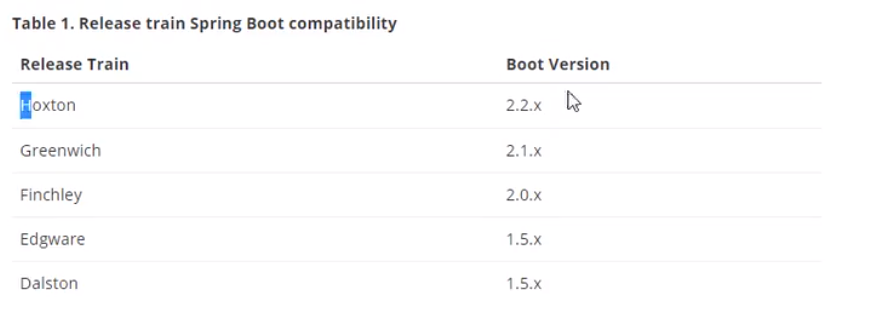 Table 1. Release train Spring Boot compatibility
Release Train Boot Version
Hoxton 2.2.x
Greenwich 2.1.x
Finchley 2.0.x
Edgware 1.5.x
Dalston 1.5.x